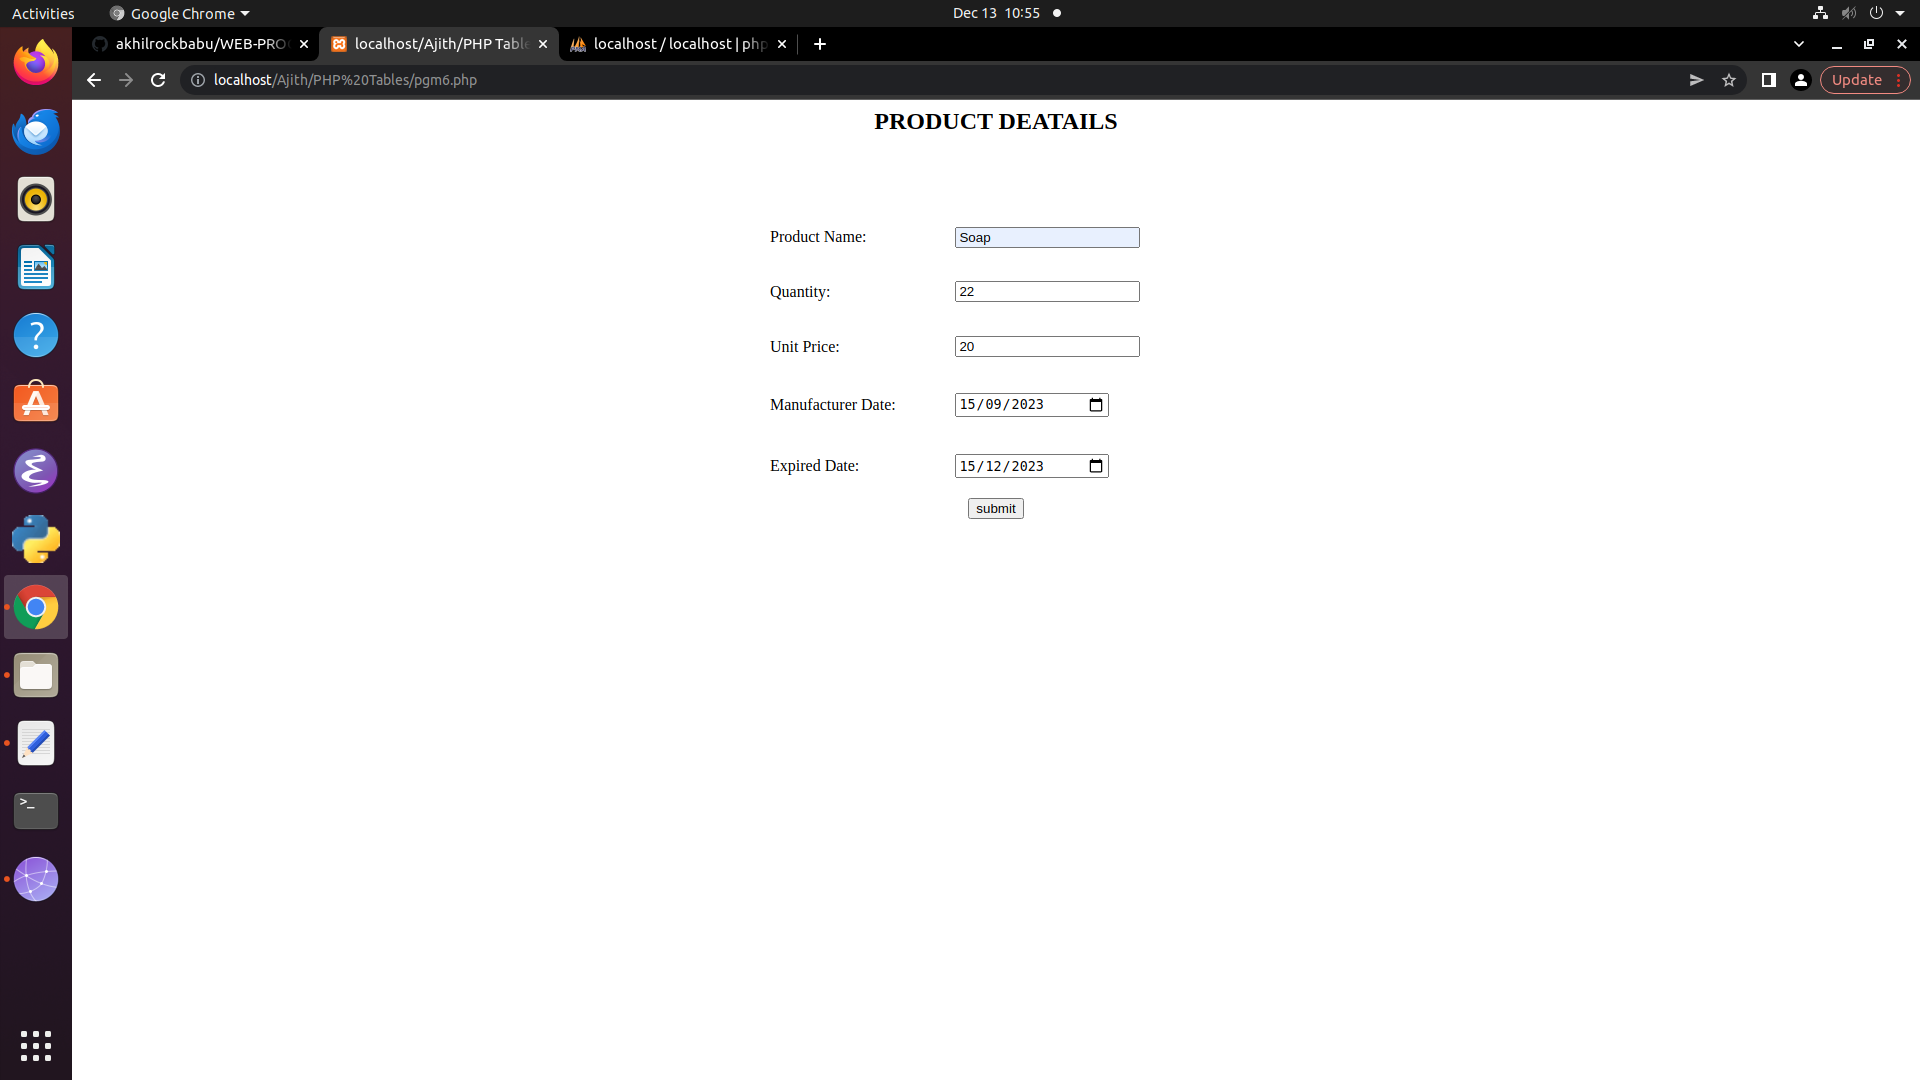 Activities
Google Chrome
Dec 13 10:55
akhilrockbabu/WEB-PRO
localhost/Ajith/PHP Table
localhost / localhost | php
localhost/Ajith/PHP%20Tables/pgm6.php
Update
PRODUCT DEATAILS
Product Name: Soap
Quantity: 22
Unit Price: 20
Manufacturer Date: 15/09/2023
Expired Date: 15/12/2023
submit